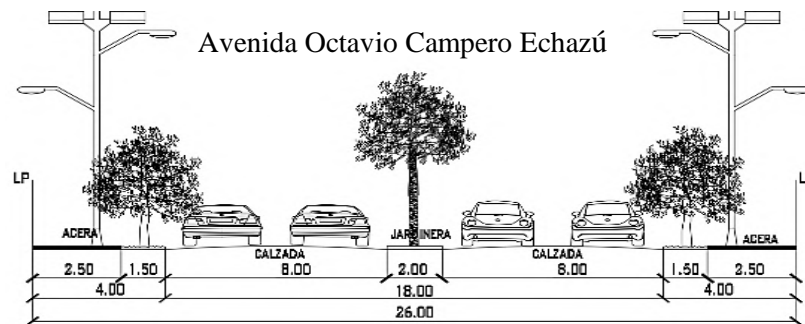 Avenida Octavio Campero Echazú
LP
L
ACERA
JARDINERA
ACERA
CALZADA
CALZADA
2.50 1.50 8.00 2.00 8.00 1.50 2.50
4.00 18.00 4.00
26.00